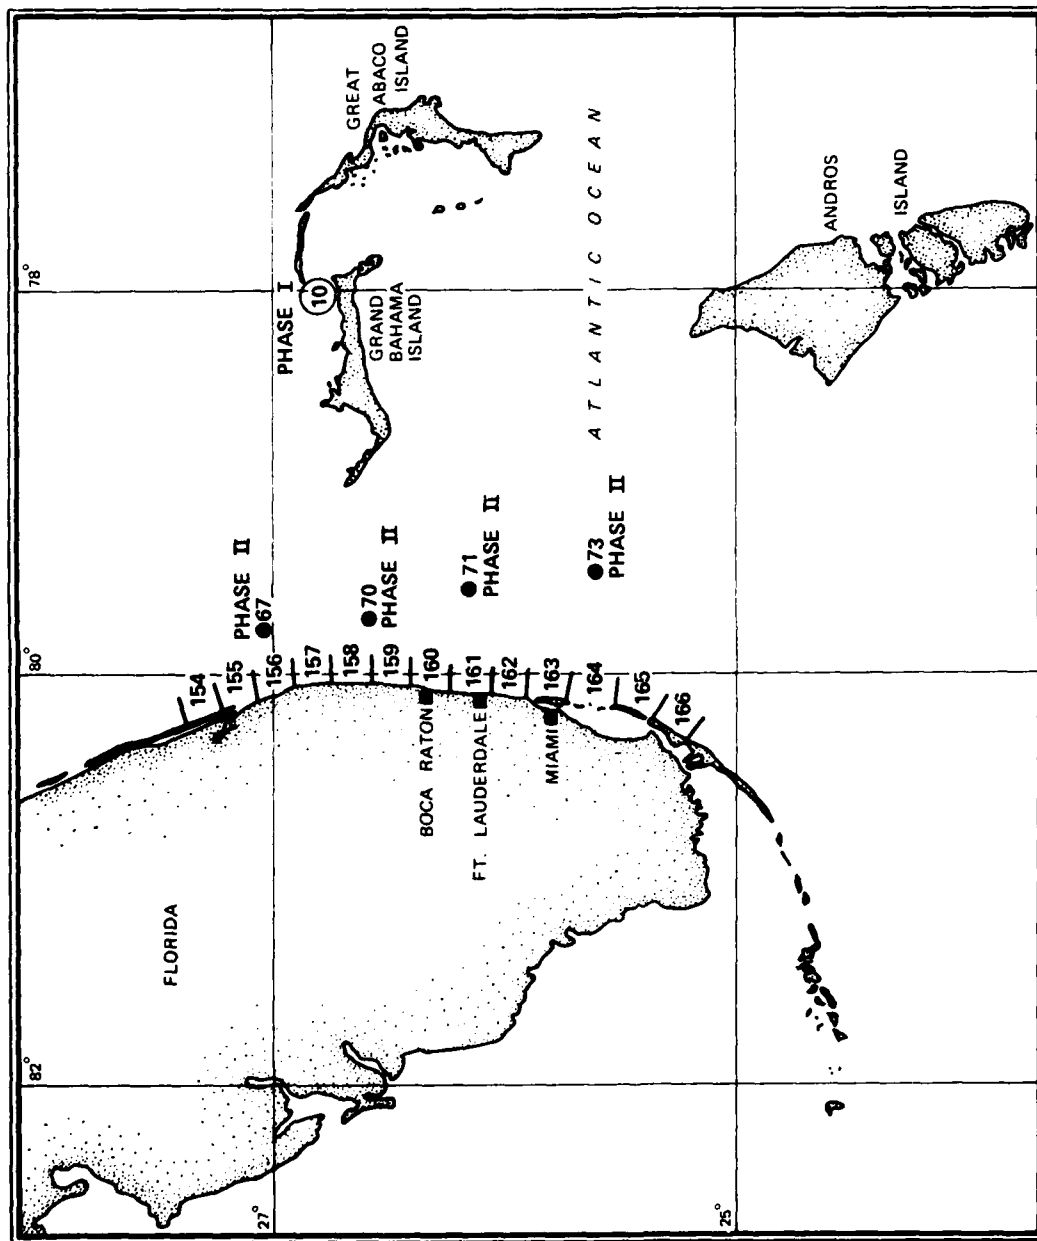 82°
80°
78°
27°
25°
FLORIDA
154
155
156
157
158
159
160
161
162
163
164
165
166
BOCA RATON
FT. LAUDERDALE
MIAMI
PHASE II
67
70
PHASE III
71
PHASE II
73
PHASE II
PHASE I
10
GRAND
BAHAMA
ISLAND
GREAT
ABACO
ISLAND
ATLANTIC OCEAN
ANDROS
ISLAND